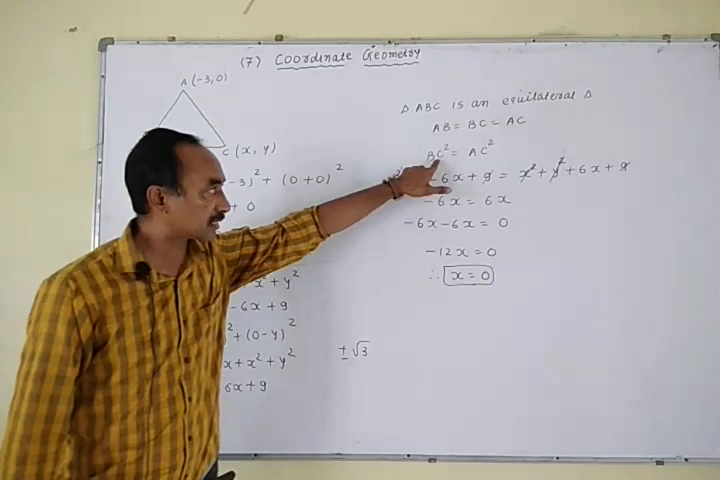 (7) Coordinate Geometry
A (-3, 0)
C (x, y)
-3)² + (0+0)²
+ 0
x² + y²
- 6x + 9
)² + (0-y)²
x + x² + y²
6x + 9
± √3
Δ ABC is an equilateral Δ
AB = BC = AC
BC² = AC²
- 6x + 9 = x² + y² + 6x + 9
- 6x = 6x
- 6x - 6x = 0
- 12x = 0
∴ x = 0